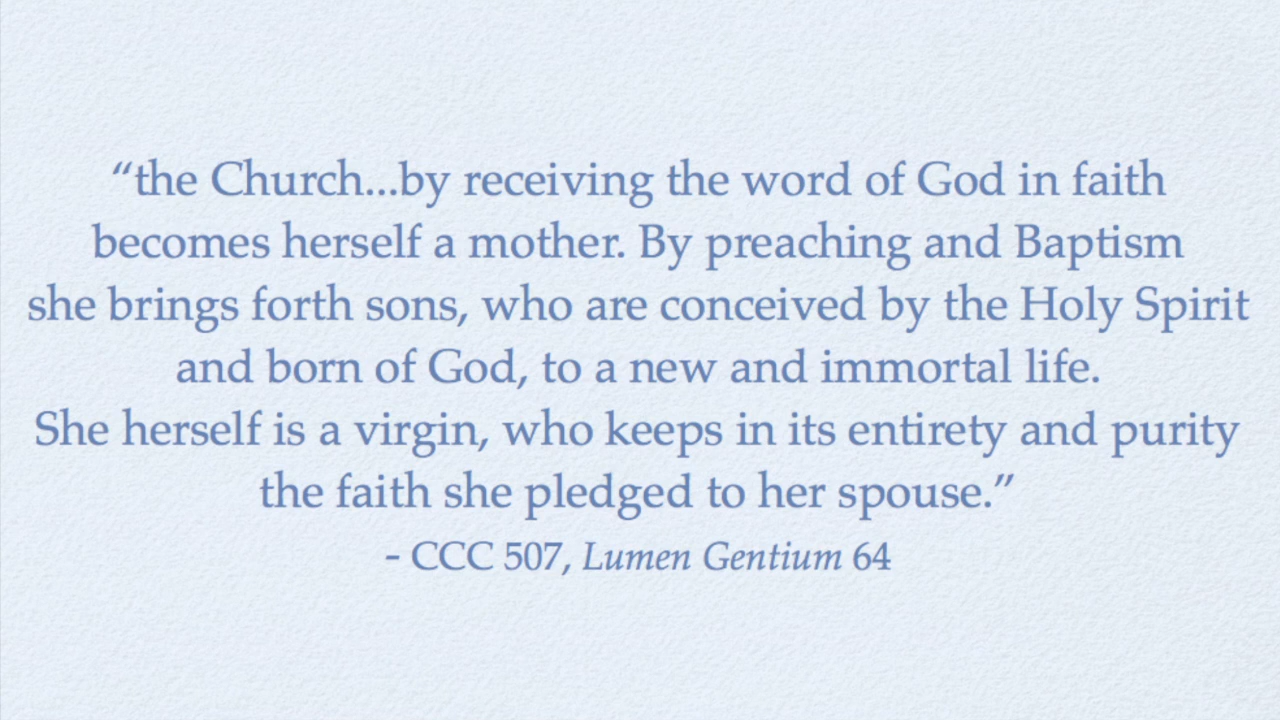 “the Church...by receiving the word of God in faith
becomes herself a mother. By preaching and Baptism
she brings forth sons, who are conceived by the Holy Spirit
and born of God, to a new and immortal life.
She herself is a virgin, who keeps in its entirety and purity
the faith she pledged to her spouse.”
– CCC 507, Lumen Gentium 64